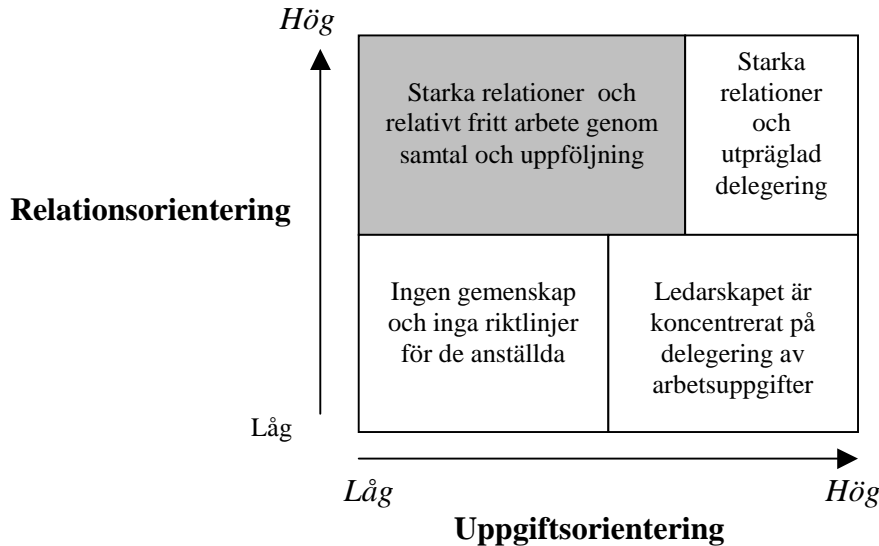 Hög
Starka relationer och
relativt fritt arbete genom
samtal och uppföljning
Starka
relationer
och
utpräglad
delegering
Relationsorientering
Ingen gemenskap
och inga riktlinjer
för de anställda
Ledarskapet är
koncentrerat på
delegering av
arbetsuppgifter
Låg
Låg
Hög
Uppgiftsorientering